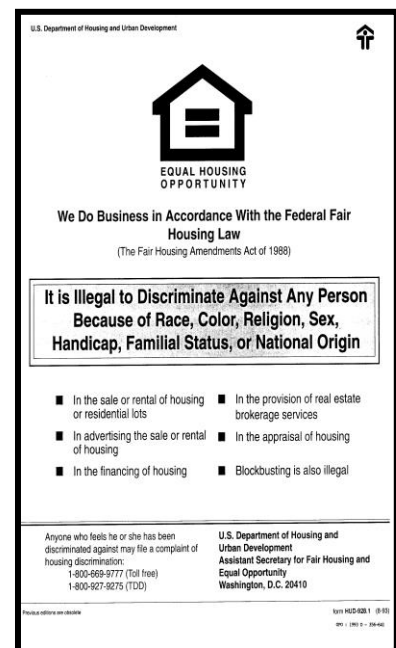 U.S. Department of Housing and Urban Development
EQUAL HOUSING
OPPORTUNITY
We Do Business in Accordance With the Federal Fair
Housing Law
(The Fair Housing Amendments Act of 1988)
It is Illegal to Discriminate Against Any Person
Because of Race, Color, Religion, Sex,
Handicap, Familial Status, or National Origin
In the sale or rental of housing
or residential lots
In advertising the sale or rental
of housing
In the financing of housing
In the provision of real estate
brokerage services
In the appraisal of housing
Blockbusting is also illegal
Anyone who feels he or she has been
discriminated against may file a complaint of
housing discrimination:
1-800-669-9777 (Toll free)
1-800-927-9275 (TDD)
U.S. Department of Housing and
Urban Development
Assistant Secretary for Fair Housing and
Equal Opportunity
Washington, D.C. 20410
Previous editions are obsolete
form HUD-928.1